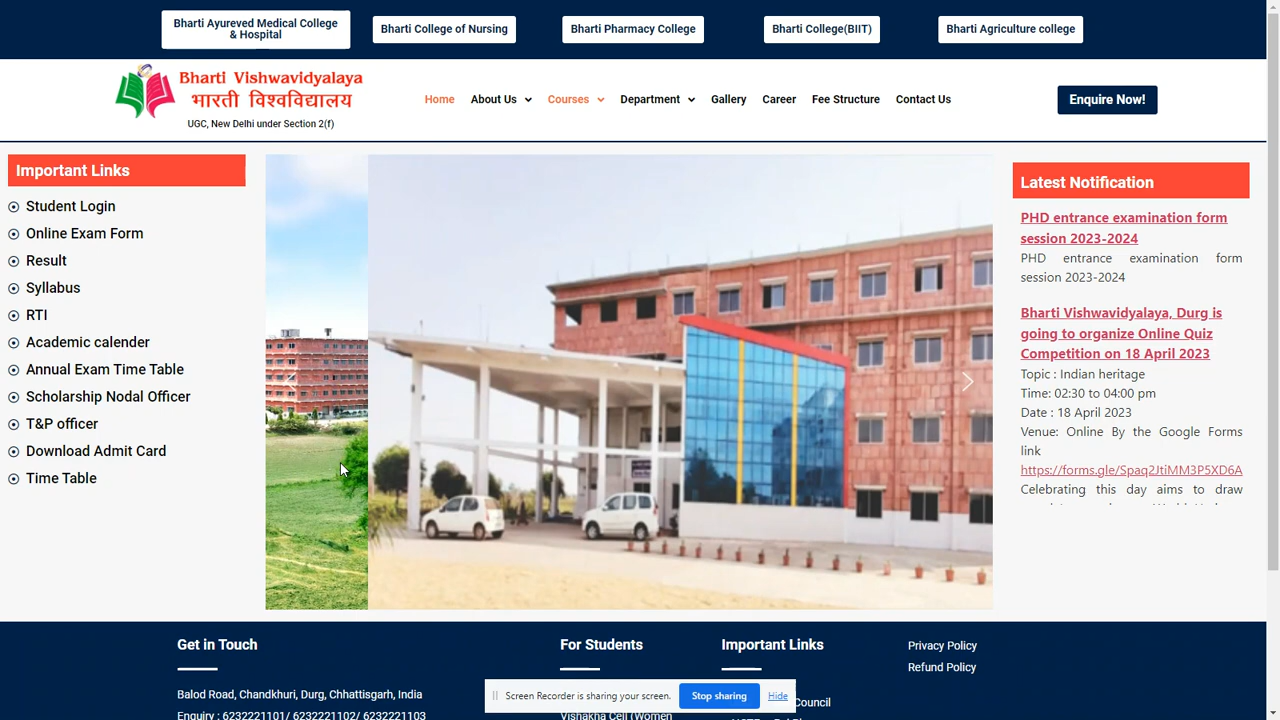 Bharti Ayureved Medical College
& Hospital
Bharti College of Nursing
Bharti Pharmacy College
Bharti College(BIIT)
Bharti Agriculture college
Bharti Vishwavidyalaya
भारती विश्वविद्यालय
UGC, New Delhi under Section 2(f)
Home
About Us
Courses
Department
Gallery
Career
Fee Structure
Contact Us
Enquire Now!
Important Links
Student Login
Online Exam Form
Result
Syllabus
RTI
Academic calender
Annual Exam Time Table
Scholarship Nodal Officer
T&P officer
Download Admit Card
Time Table
Latest Notification
PHD entrance examination form
session 2023-2024
PHD entrance examination form
session 2023-2024
Bharti Vishwavidyalaya, Durg is
going to organize Online Quiz
Competition on 18 April 2023
Topic : Indian heritage
Time: 02:30 to 04:00 pm
Date : 18 April 2023
Venue: Online By the Google Forms
link
https://forms.gle/Spaq2JtiMM3P5XD6A
Celebrating this day aims to draw
Get in Touch
Balod Road, Chandkhuri, Durg, Chhattisgarh, India
Enquiry : 6232221101/ 6232221102/ 6232221103
For Students
Vishakha Cell (Women
Important Links
Council
Privacy Policy
Refund Policy
Screen Recorder is sharing your screen.
Stop sharing
Hide